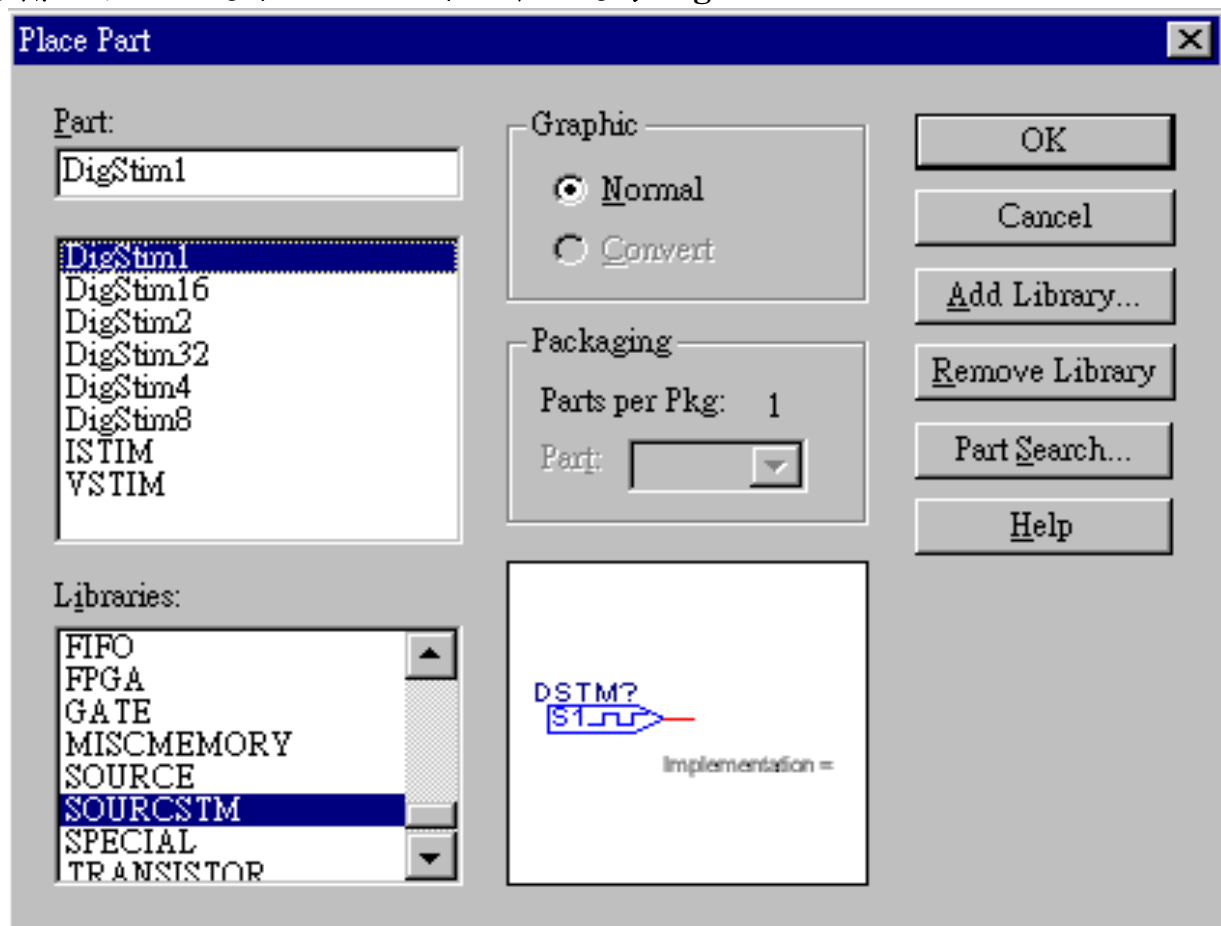 Place Part
Part:
DigStim1
DigStim1
DigStim16
DigStim2
DigStim32
DigStim4
DigStim8
ISTIM
VSTIM
Libraries:
FIFO
FPGA
GATE
MISCMEMORY
SOURCE
SOURCSTM
SPECIAL
TRANSISTOR
Graphic
Normal
Convert
Packaging
Parts per Pkg: 1
Part:
DSTM?
S1
Implementation =
OK
Cancel
Add Library...
Remove Library
Part Search...
Help